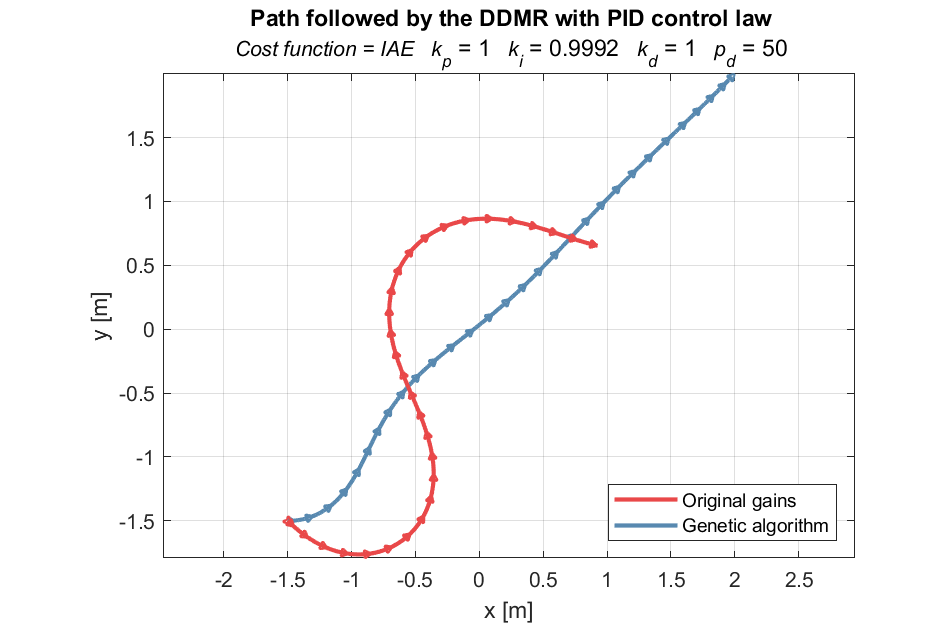 Path followed by the DDMR with PID control law
Cost function = IAE k_p = 1 k_i = 0.9992 k_d = 1 p_d = 50
1.5
1
0.5
0
-0.5
-1
-1.5
y [m]
-2 -1.5 -1 -0.5 0 0.5 1 1.5 2 2.5
x [m]
Original gains
Genetic algorithm